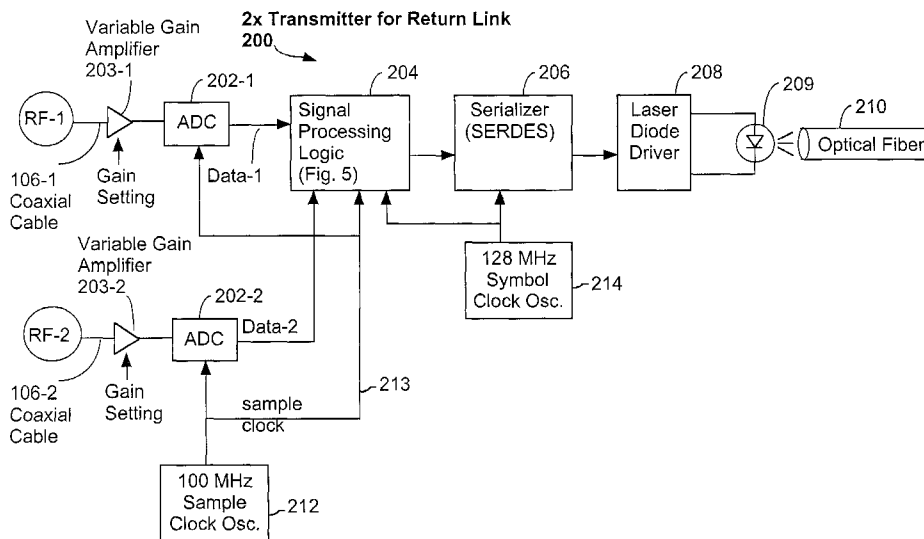 2x Transmitter for Return Link
200
Variable Gain
Amplifier
203-1
202-1
204
206
208
209
210
RF-1
ADC
Signal
Processing
Logic
(Fig. 5)
Serializer
(SERDES)
Laser
Diode
Driver
Optical Fiber
Data-1
106-1
Coaxial
Cable
Gain
Setting
Variable Gain
Amplifier
203-2
202-2
128 MHz
Symbol
Clock Osc.
214
RF-2
ADC
Data-2
213
106-2
Coaxial
Cable
Gain
Setting
sample
clock
100 MHz
Sample
Clock Osc.
212